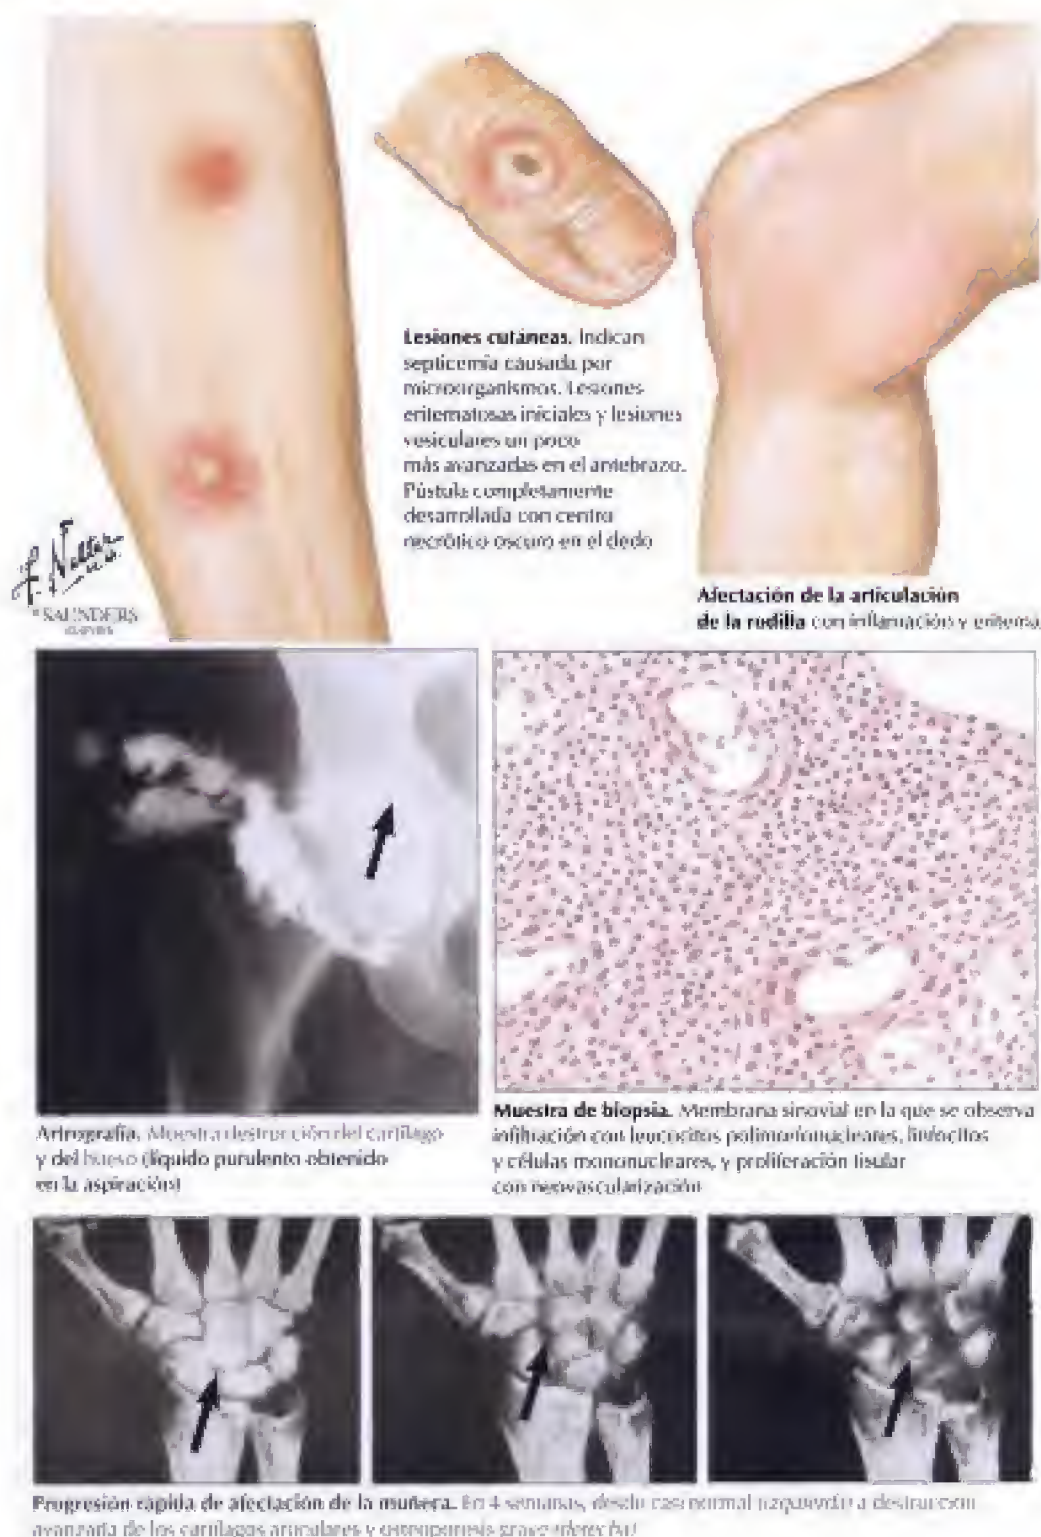 Lesiones cutáneas. Indican
septicemia causada por
microorganismos. Lesiones
eritematosas iniciales y lesiones
vesiculares un poco
más avanzadas en el antebrazo.
Pústula completamente
desarrollada con centro
necrótico oscuro en el dedo
F. Netter
M.D.
SAUNDERS
ELSEVIER
Afectación de la articulación
de la rodilla con inflamación y eritema
Artrografía. Muestra destrucción del cartílago
y del hueso (líquido purulento obtenido
en la aspiración)
Muestra de biopsia. Membrana sinovial en la que se observa
infiltración con leucocitos polimorfonucleares, linfocitos
y células mononucleares, y proliferación tisular
con neovascularización
Progresión rápida de afectación de la muñeca. En 4 semanas, desde casi normal (izquierda) a destrucción
avanzada de los cartílagos articulares y osteoporosis grave (derecha)